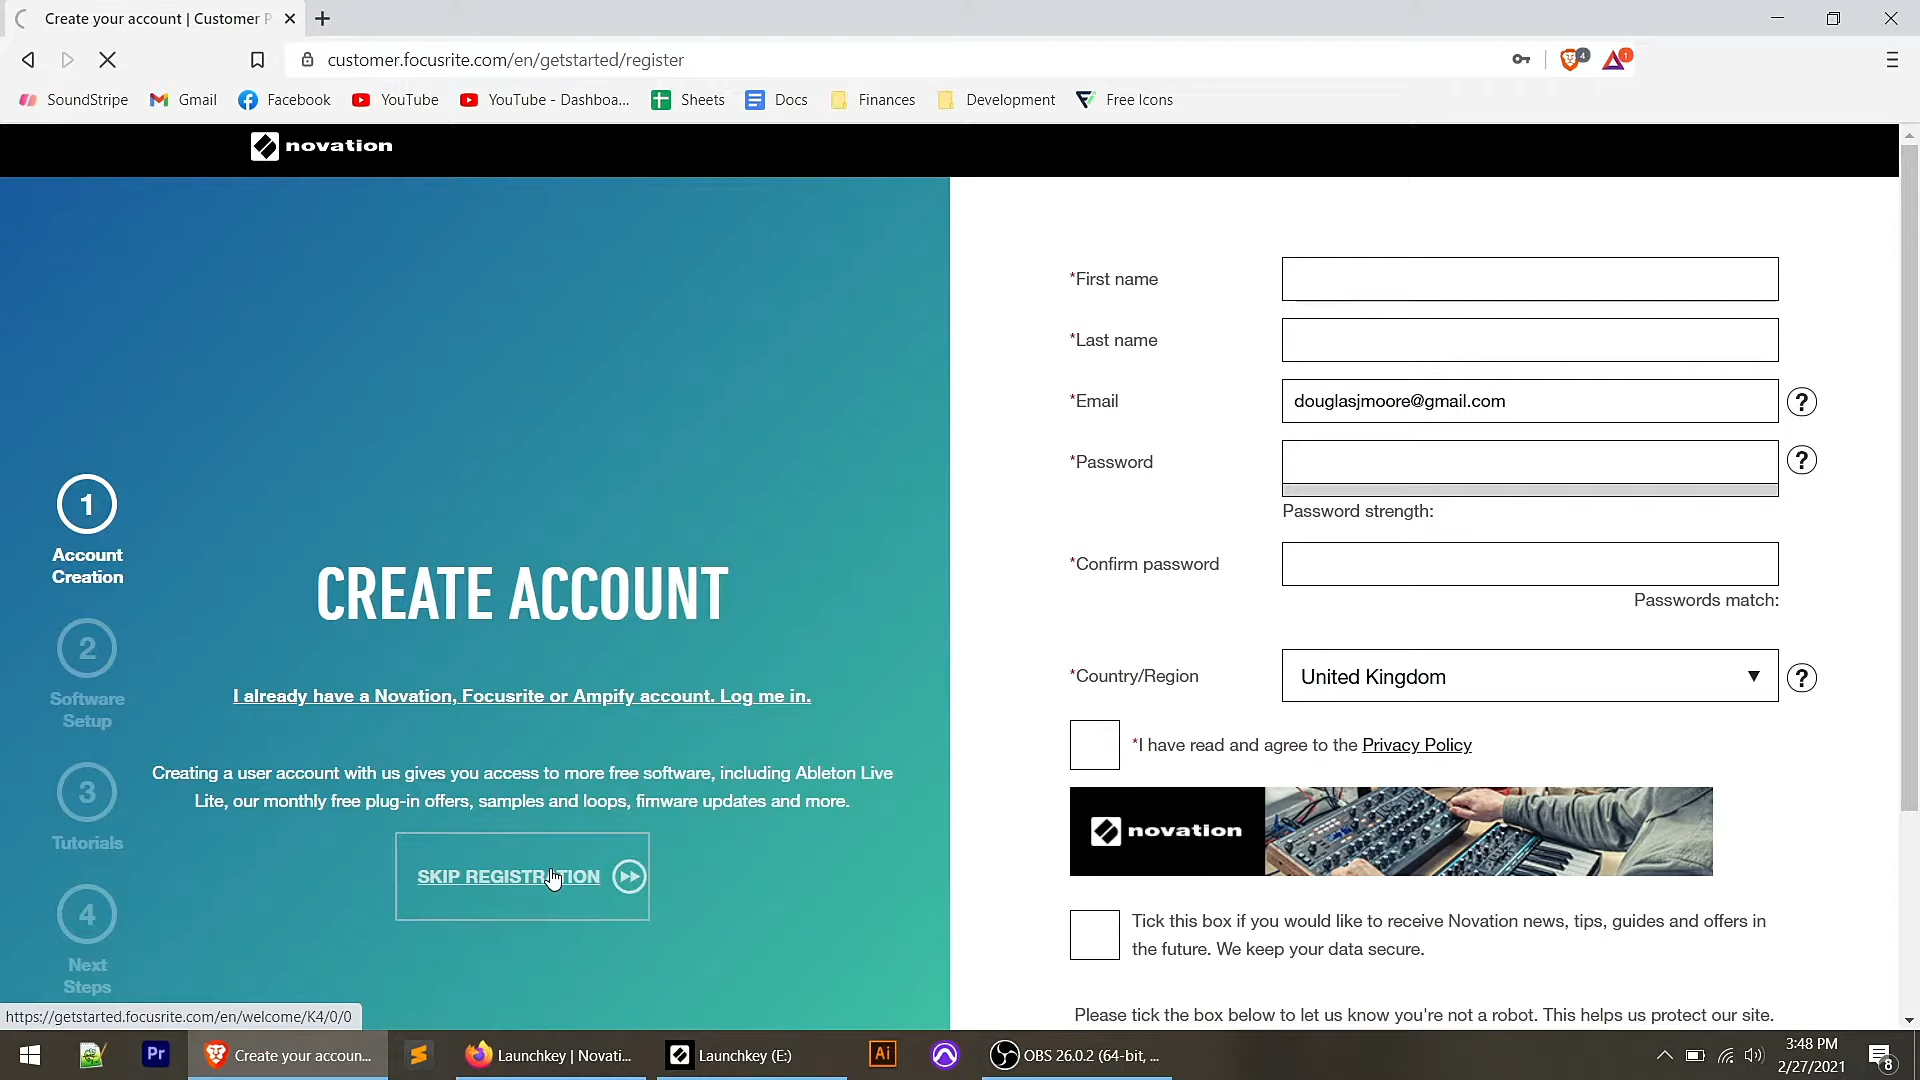 Create your account | Customer P
customer.focusrite.com/en/getstarted/register
4
1
SoundStripe
Gmail
Facebook
YouTube
YouTube - Dashboa...
Sheets
Docs
Finances
Development
Free Icons
novation
1
Account
Creation
2
Software
Setup
3
Tutorials
4
Next
Steps
CREATE ACCOUNT
I already have a Novation, Focusrite or Ampify account. Log me in.
Creating a user account with us gives you access to more free software, including Ableton Live
Lite, our monthly free plug-in offers, samples and loops, fimware updates and more.
SKIP REGISTRATION
*First name
*Last name
*Email
douglasjmoore@gmail.com
?
*Password
?
Password strength:
*Confirm password
Passwords match:
*Country/Region
United Kingdom
?
*I have read and agree to the Privacy Policy
novation
Tick this box if you would like to receive Novation news, tips, guides and offers in
the future. We keep your data secure.
Please tick the box below to let us know you're not a robot. This helps us protect our site.
https://getstarted.focusrite.com/en/welcome/K4/0/0
Pr
Create your accoun...
Launchkey | Novati...
Launchkey (E:)
Ai
OBS 26.0.2 (64-bit, ...
3:48 PM
2/27/2021
8